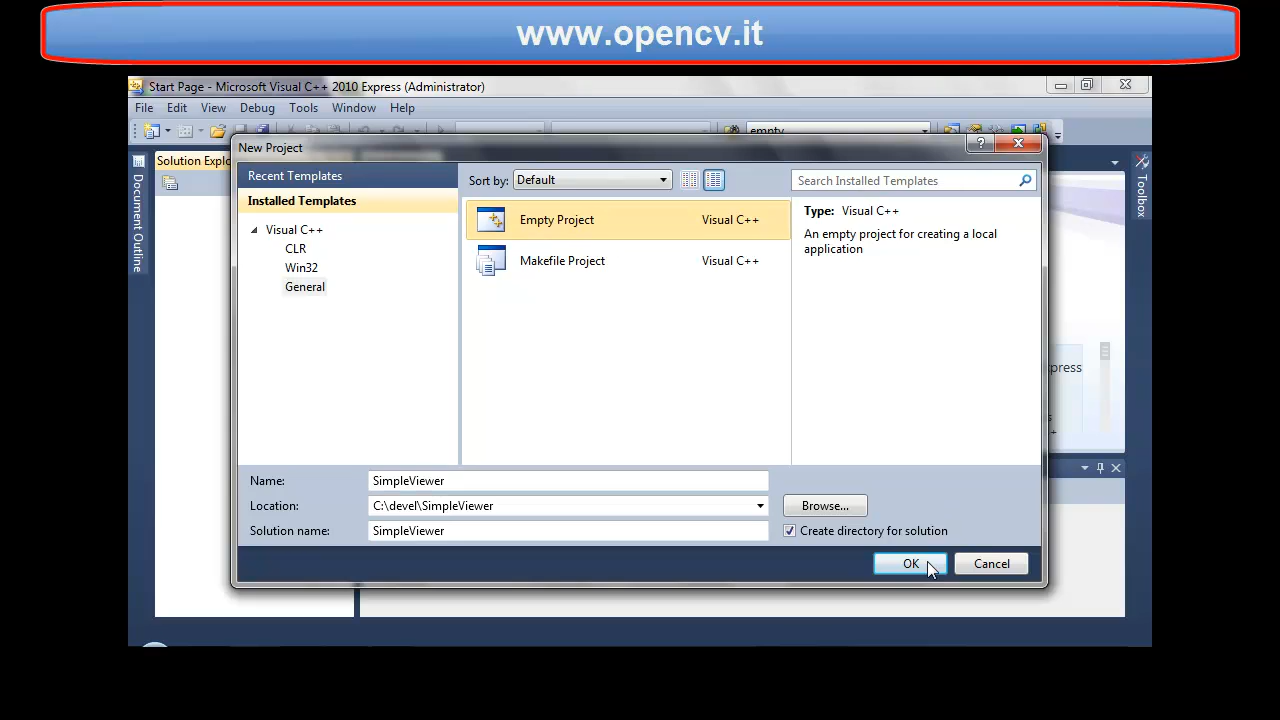 www.opencv.it
Start Page - Microsoft Visual C++ 2010 Express (Administrator)
File Edit View Debug Tools Window Help
empty
New Project
Solution Explo
Document Outline
Toolbox
Recent Templates
Installed Templates
Visual C++
CLR
Win32
General
Sort by: Default
Search Installed Templates
Empty Project Visual C++
Makefile Project Visual C++
Type: Visual C++
An empty project for creating a local
application
press
Name: SimpleViewer
Location: C:\devel\SimpleViewer
Browse...
Solution name: SimpleViewer
Create directory for solution
OK Cancel